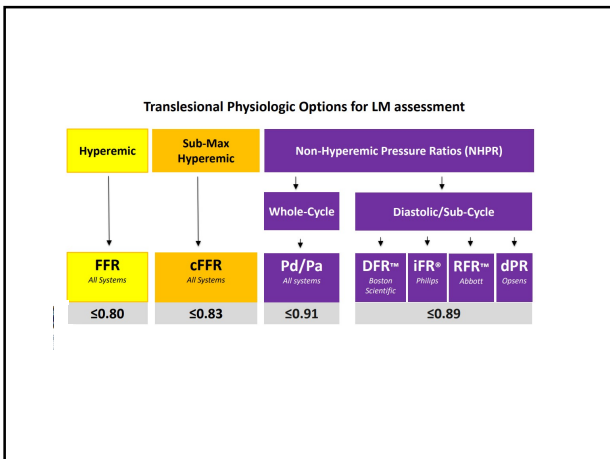 Translesional Physiologic Options for LM assessment
Hyperemic
Sub-Max
Hyperemic
Non-Hyperemic Pressure Ratios (NHPR)
Whole-Cycle
Diastolic/Sub-Cycle
FFR
All Systems
cFFR
All Systems
Pd/Pa
All systems
DFR™
Boston
Scientific
iFR®
Philips
RFR™
Abbott
dPR
Opsens
≤0.80
≤0.83
≤0.91
≤0.89